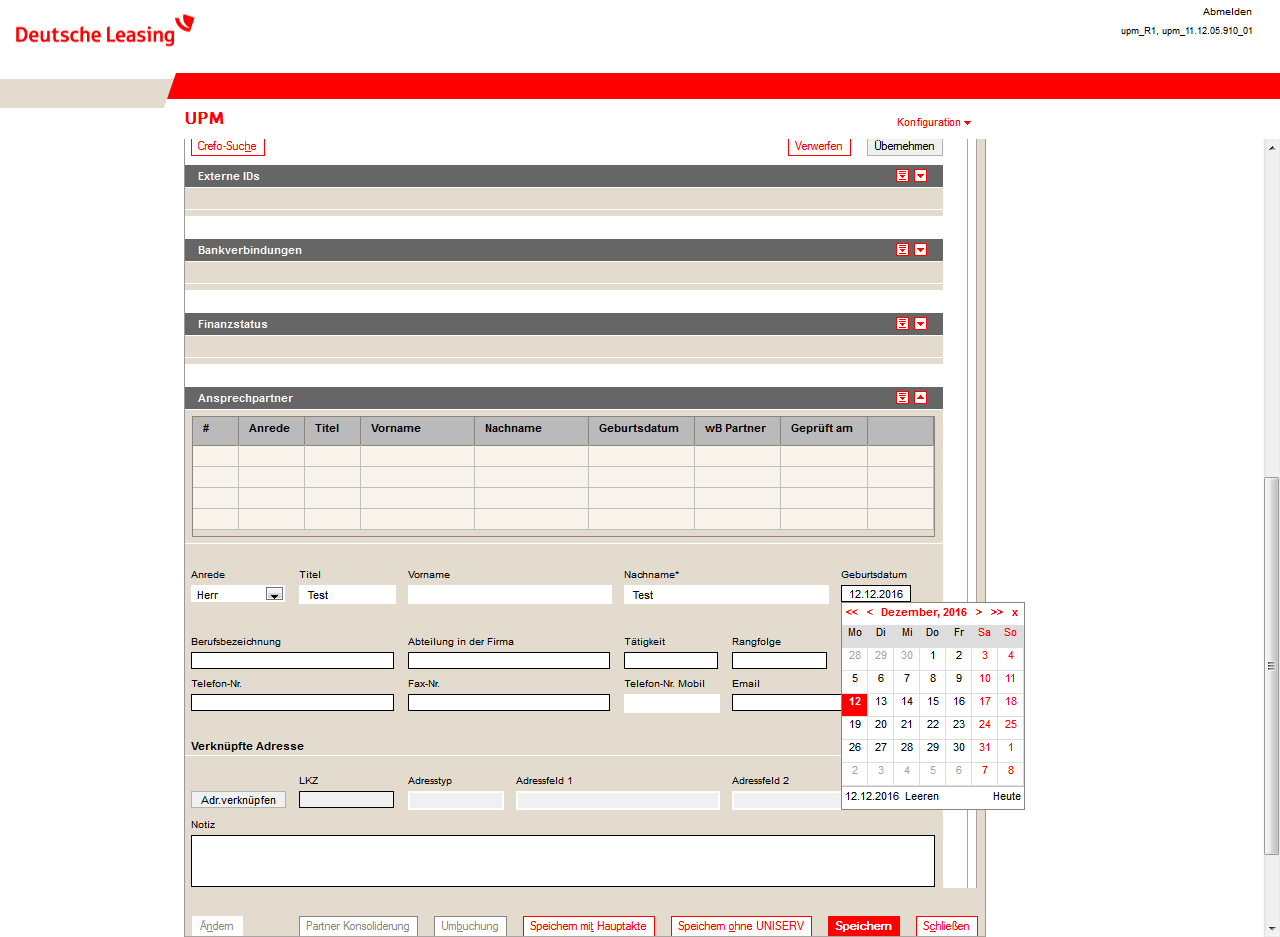 Abmelden
Deutsche Leasing
upm_R1, upm_11.12.05.910_01
UPM
Konfiguration
Crefo-Suche Verwerfen Übernehmen
Externe IDs
Bankverbindungen
Finanzstatus
Ansprechpartner
# Anrede Titel Vorname Nachname Geburtsdatum wB Partner Geprüft am
Anrede Titel Vorname Nachname* Geburtsdatum
Herr Test Test 12.12.2016
<< < Dezember, 2016 > >> x
Mo Di Mi Do Fr Sa So
28 29 30 1 2 3 4
5 6 7 8 9 10 11
12 13 14 15 16 17 18
19 20 21 22 23 24 25
26 27 28 29 30 31 1
2 3 4 5 6 7 8
12.12.2016 Leeren Heute
Berufsbezeichnung Abteilung in der Firma Tätigkeit Rangfolge
Telefon-Nr. Fax-Nr. Telefon-Nr. Mobil Email
Verknüpfte Adresse
LKZ Adresstyp Adressfeld 1 Adressfeld 2
Adr.verknüpfen
Notiz
Ändern Partner Konsolidierung Umbuchung Speichern mit Hauptakte Speichern ohne UNISERV Speichern Schließen